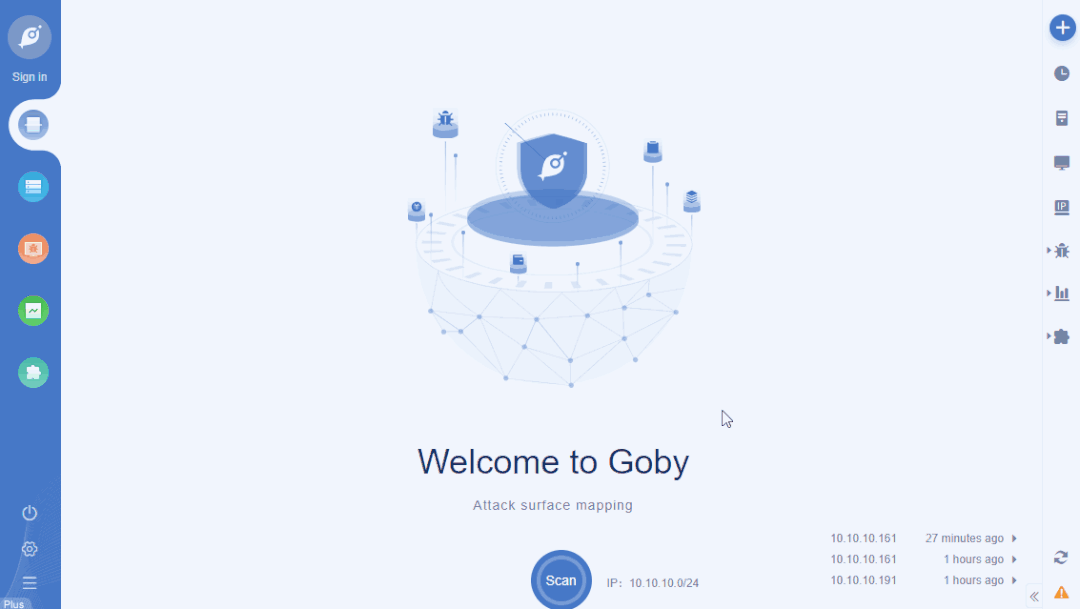 Sign in
Welcome to Goby
Attack surface mapping
10.10.10.161 27 minutes ago
10.10.10.161 1 hours ago
10.10.10.191 1 hours ago
Scan
IP: 10.10.10.0/24
IP
Plus